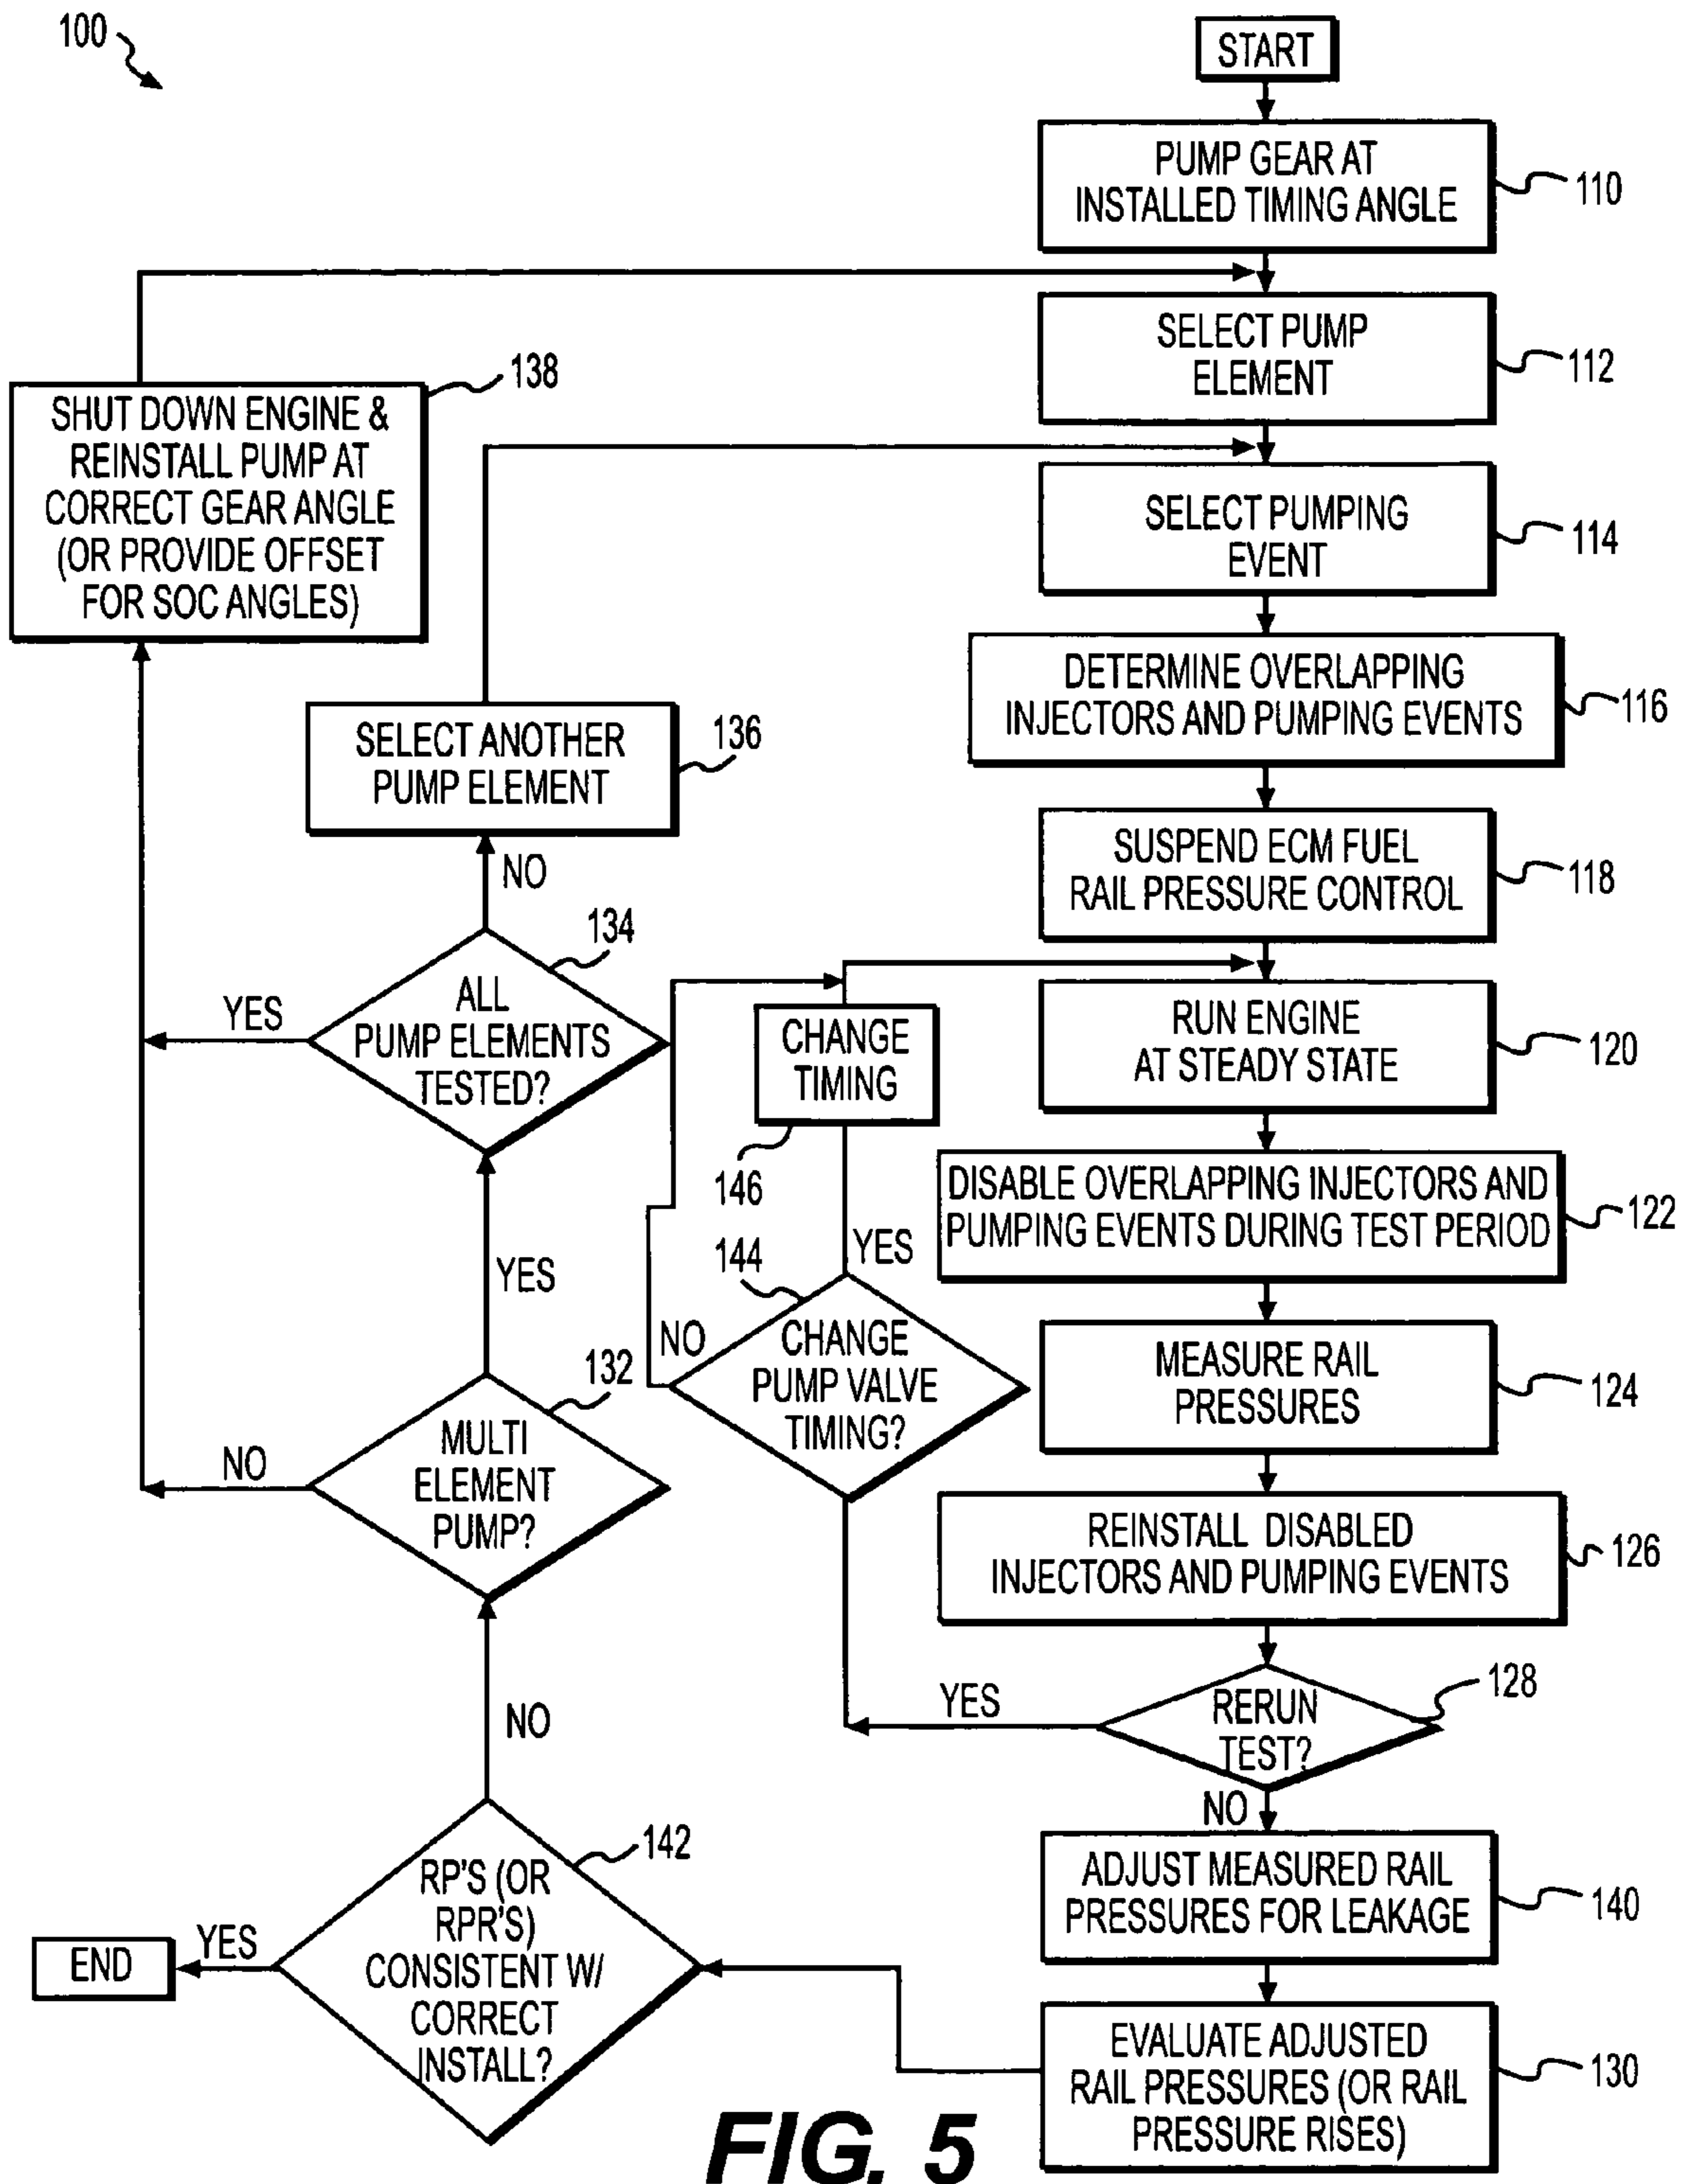 100
START
PUMP GEAR AT
INSTALLED TIMING ANGLE
110
SELECT PUMP
ELEMENT
112
138
SHUT DOWN ENGINE &
REINSTALL PUMP AT
CORRECT GEAR ANGLE
(OR PROVIDE OFFSET
FOR SOC ANGLES)
SELECT PUMPING
EVENT
114
DETERMINE OVERLAPPING
INJECTORS AND PUMPING EVENTS
116
SELECT ANOTHER
PUMP ELEMENT
136
SUSPEND ECM FUEL
RAIL PRESSURE CONTROL
118
NO
134
ALL
PUMP ELEMENTS
TESTED?
YES
CHANGE
TIMING
146
RUN ENGINE
AT STEADY STATE
120
DISABLE OVERLAPPING INJECTORS AND
PUMPING EVENTS DURING TEST PERIOD
122
YES
144
YES
NO
CHANGE
PUMP VALVE
TIMING?
MEASURE RAIL
PRESSURES
124
132
MULTI
ELEMENT
PUMP?
NO
REINSTALL DISABLED
INJECTORS AND PUMPING EVENTS
126
NO
YES
RERUN
TEST?
128
NO
142
RP'S (OR
RPR'S)
CONSISTENT W/
CORRECT
INSTALL?
YES
END
ADJUST MEASURED RAIL
PRESSURES FOR LEAKAGE
140
EVALUATE ADJUSTED
RAIL PRESSURES (OR RAIL
PRESSURE RISES)
130
FIG. 5